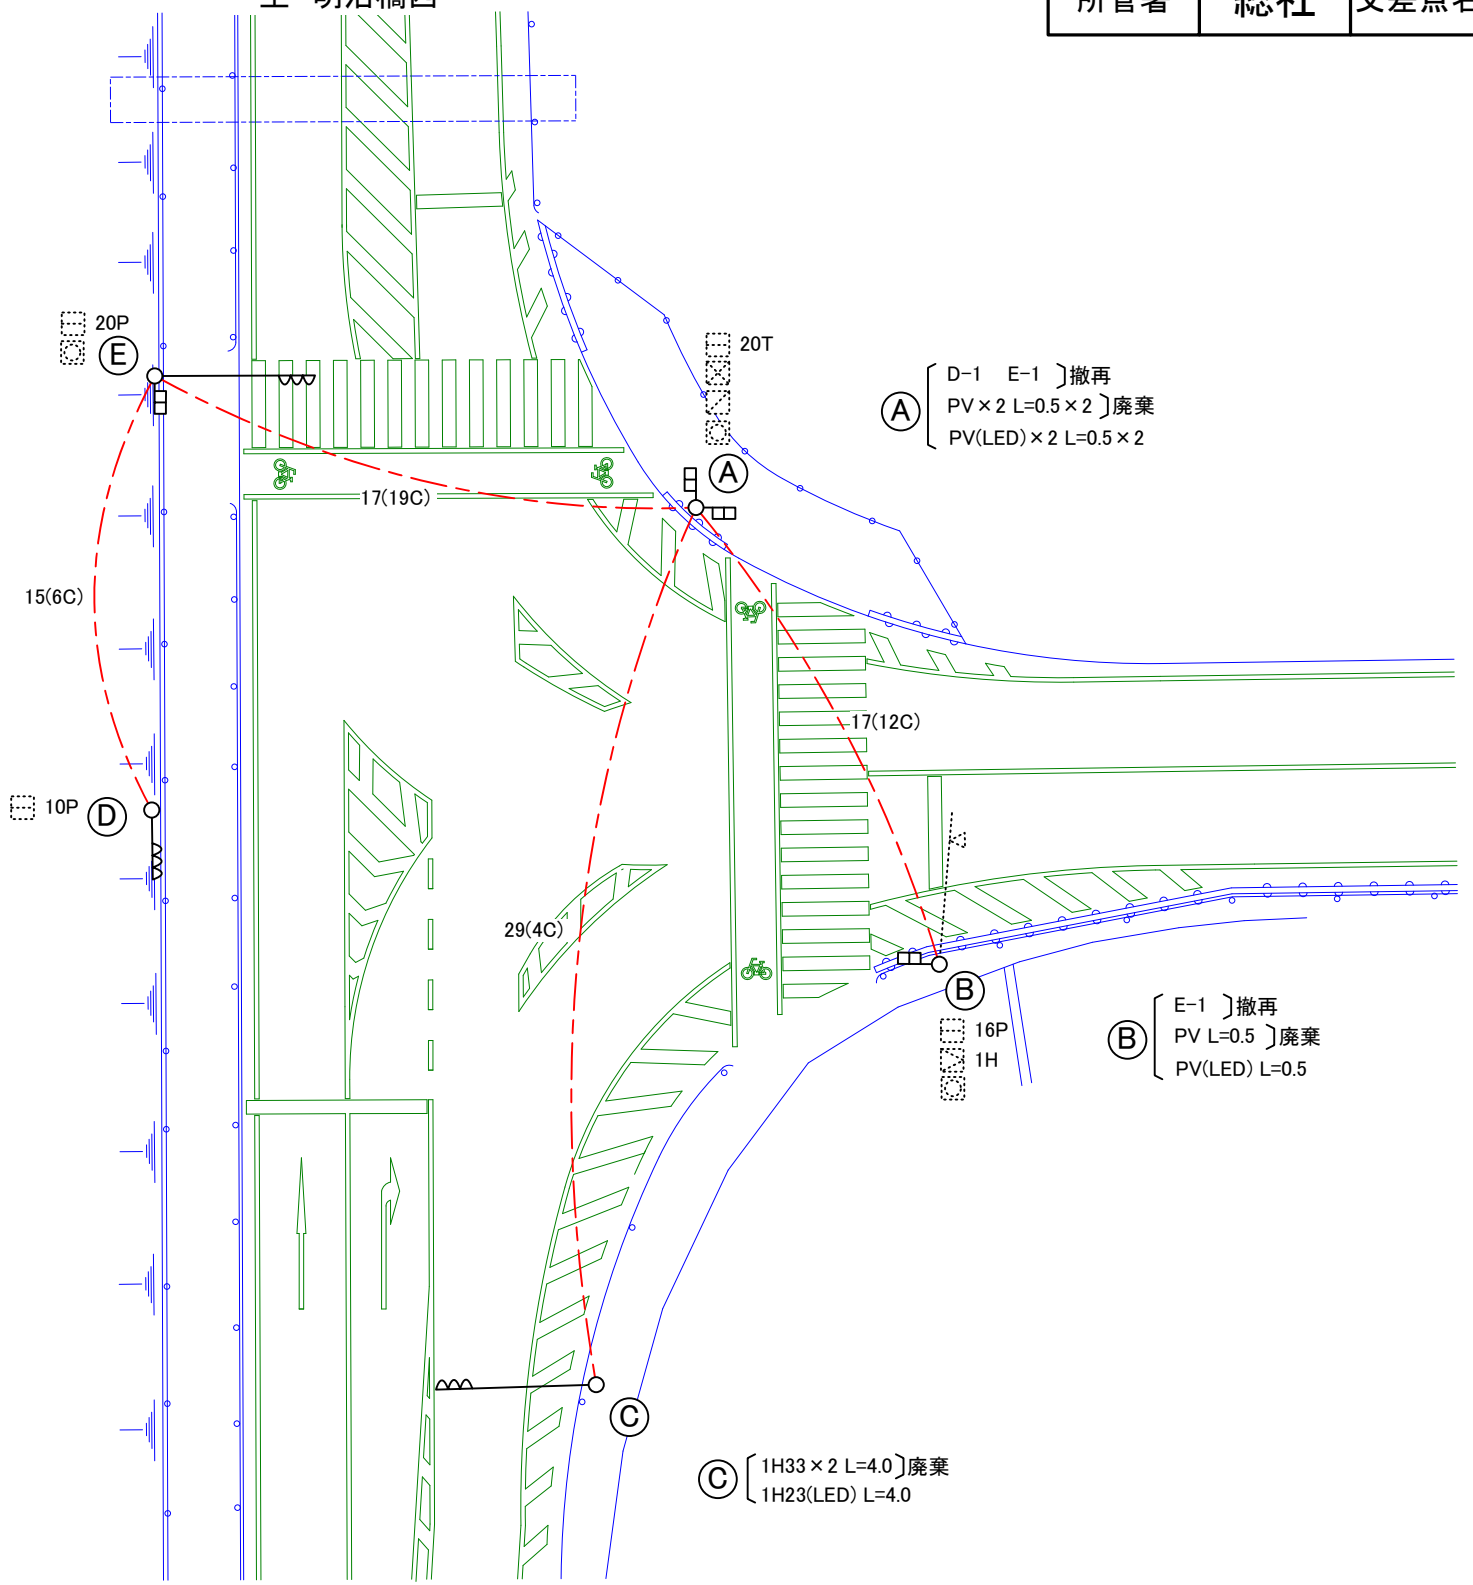 所管署 総社
20P
E
20T
A
A D-1 E-1 撤再
PV×2 L=0.5×2 廃棄
PV(LED)×2 L=0.5×2
17(19C)
15(6C)
17(12C)
10P
D
29(4C)
B
16P
1H
B E-1 撤再
PV L=0.5 廃棄
PV(LED) L=0.5
C
C 1H33×2 L=4.0 廃棄
1H23(LED) L=4.0